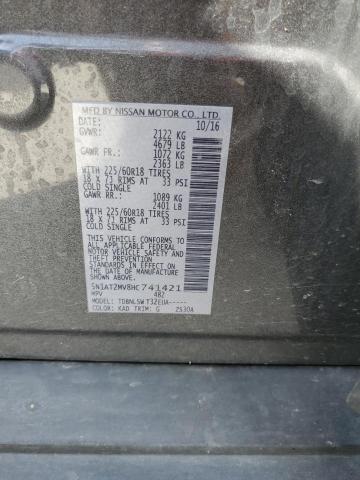 MFD BY NISSAN MOTOR CO., LTD.
DATE: 10/16
GVWR: 2122 KG
4679 LB
GAWR FR.: 1072 KG
2363 LB
WITH 225/60R18 TIRES
18 x 7J RIMS AT 33 PSI
COLD SINGLE
GAWR RR.: 1089 KG
2401 LB
WITH 225/60R18 TIRES
18 x 7J RIMS AT 33 PSI
COLD SINGLE
THIS VEHICLE CONFORMS TO
ALL APPLICABLE FEDERAL
MOTOR VEHICLE SAFETY
AND THEFT PREVENTION
STANDARDS IN EFFECT ON
THE DATE OF MANUFACTURE
SHOWN ABOVE.
5N1AT2MV8HC741421
MPV 482
MODEL: TDBNLSW T32EUA-----
COLOR: KAD TRIM: G 2530A